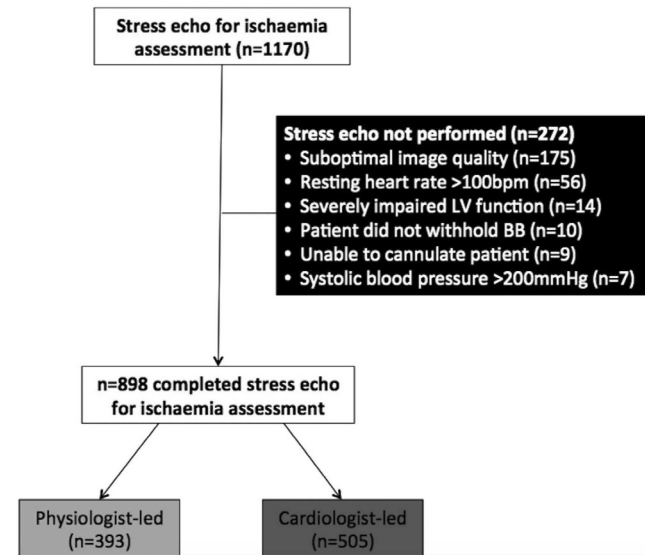 Stress echo for ischaemia
assessment (n=1170)
Stress echo not performed (n=272)
• Suboptimal image quality (n=175)
• Resting heart rate >100bpm (n=56)
• Severely impaired LV function (n=14)
• Patient did not withhold BB (n=10)
• Unable to cannulate patient (n=9)
• Systolic blood pressure >200mmHg (n=7)
n=898 completed stress echo
for ischaemia assessment
Physiologist-led
(n=393)
Cardiologist-led
(n=505)